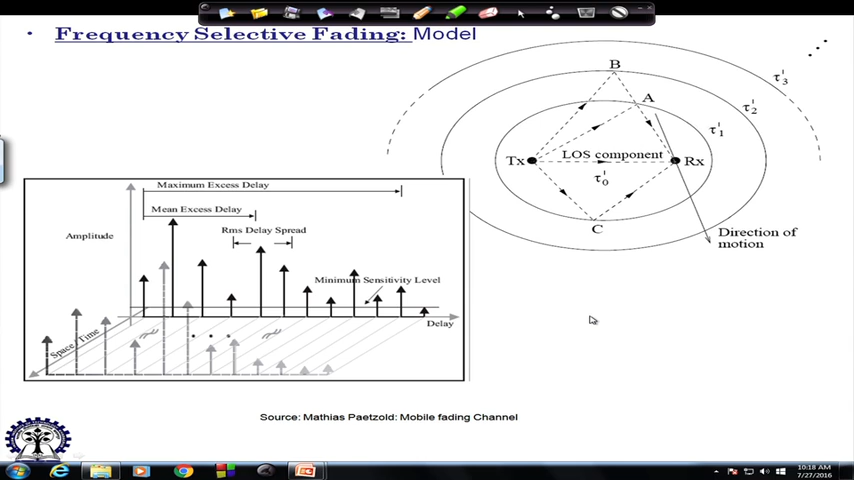 • Frequency Selective Fading: Model
B
A
τ'3
τ'2
τ'1
Tx
LOS component
Rx
τ'0
C
Direction of
motion
Maximum Excess Delay
Mean Excess Delay
Amplitude
Rms Delay Spread
Minimum Sensitivity Level
Delay
Space/Time
Source: Mathias Paetzold: Mobile fading Channel
10:18 AM
7/27/2016